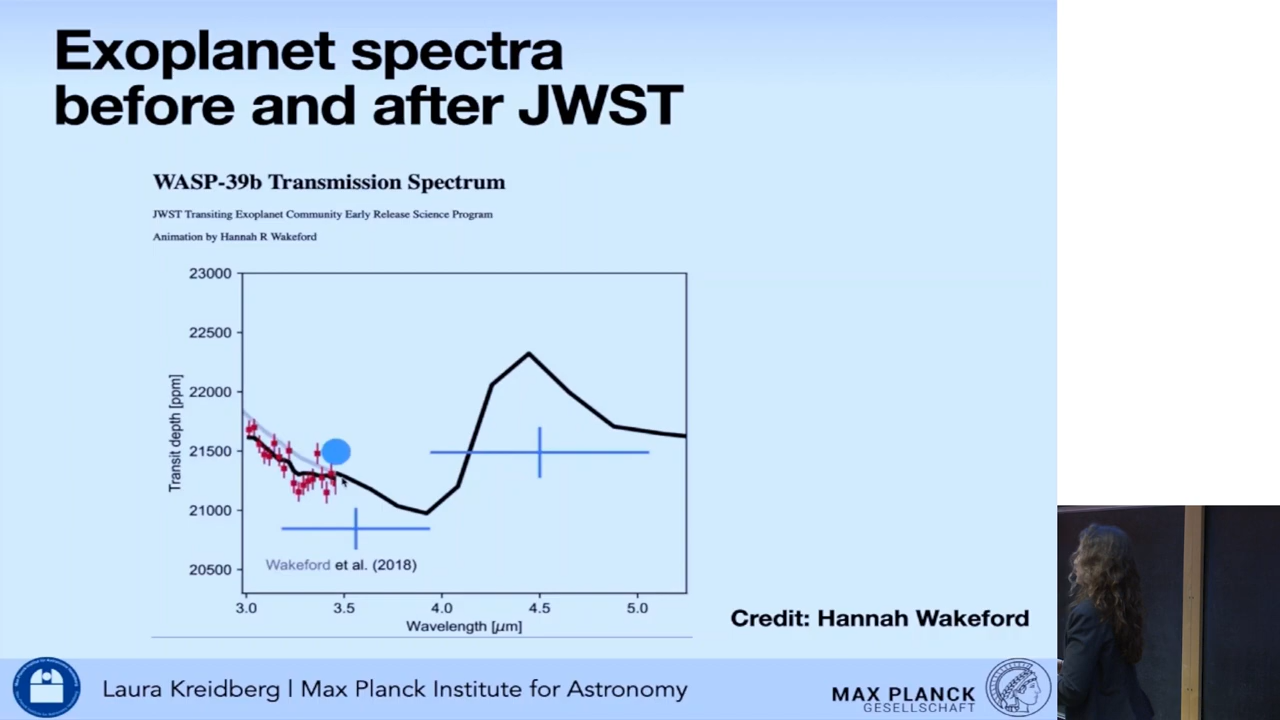 Exoplanet spectra
before and after JWST
WASP-39b Transmission Spectrum
JWST Transiting Exoplanet Community Early Release Science Program
Animation by Hannah R Wakeford
23000
22500
22000
21500
21000
20500
Transit depth [ppm]
Wakeford et al. (2018)
3.0 3.5 4.0 4.5 5.0
Wavelength [μm]
Credit: Hannah Wakeford
Laura Kreidberg | Max Planck Institute for Astronomy
MAX PLANCK
GESELLSCHAFT